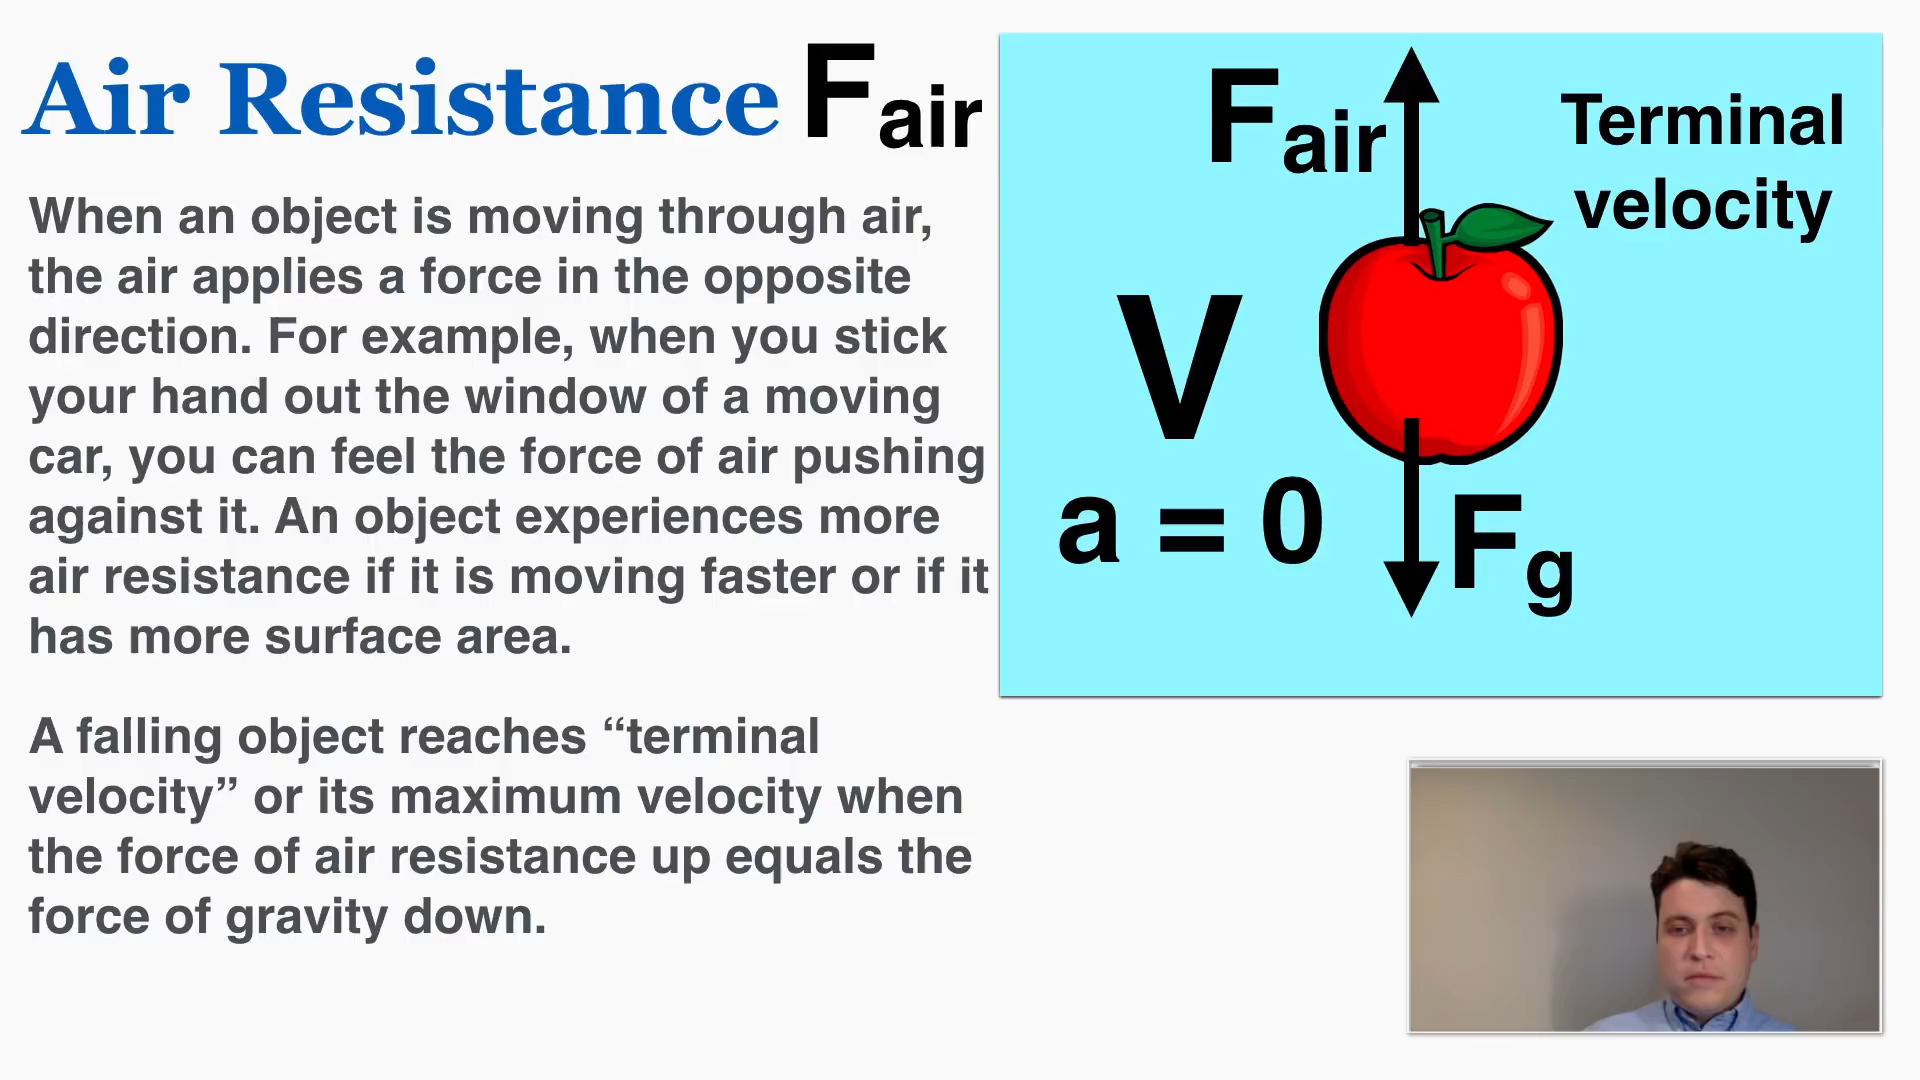 Air Resistance Fair
When an object is moving through air,
the air applies a force in the opposite
direction. For example, when you stick
your hand out the window of a moving
car, you can feel the force of air pushing
against it. An object experiences more
air resistance if it is moving faster or if it
has more surface area.
A falling object reaches “terminal
velocity” or its maximum velocity when
the force of air resistance up equals the
force of gravity down.
Fair
Terminal
velocity
V
a = 0
Fg